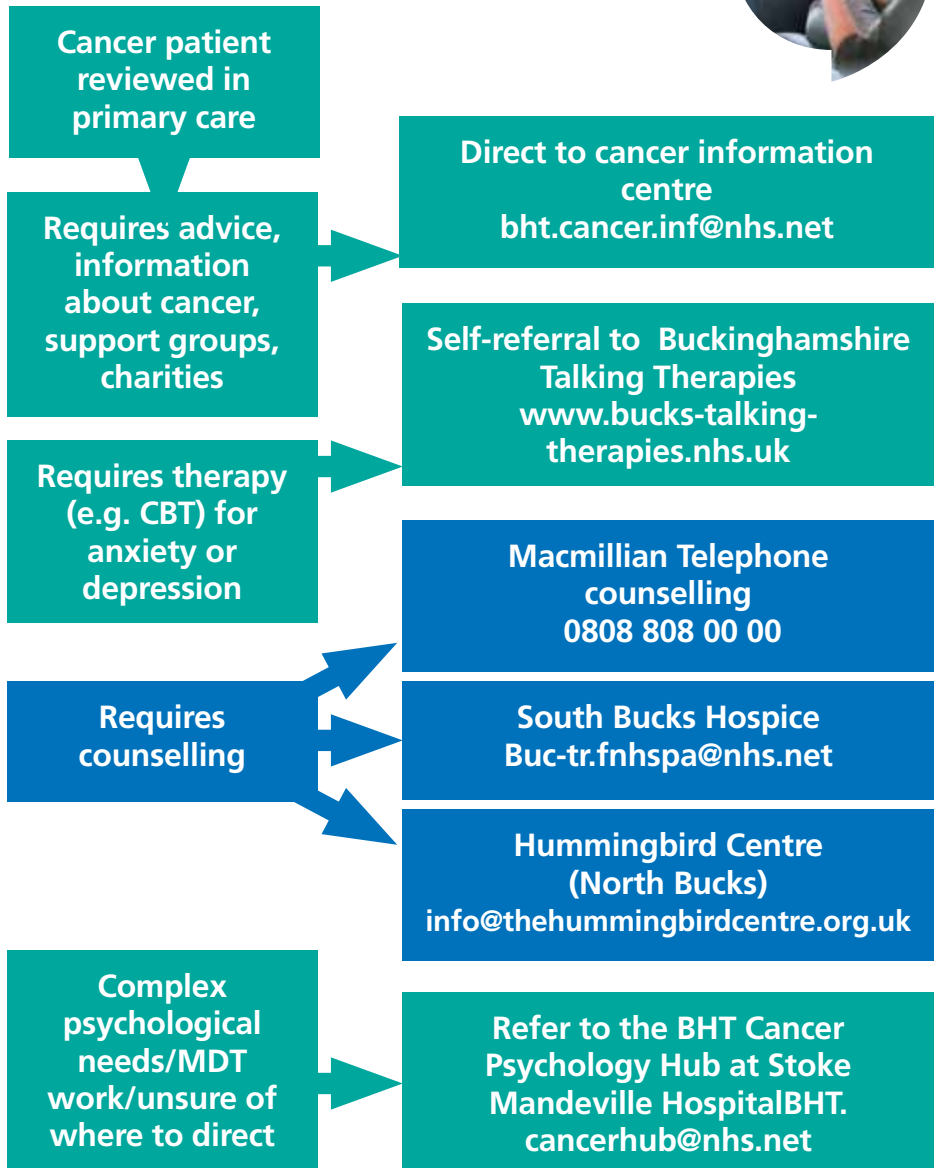 Cancer patient
reviewed in
primary care
Requires advice,
information
about cancer,
support groups,
charities
Direct to cancer information
centre
bht.cancer.inf@nhs.net
Requires therapy
(e.g. CBT) for
anxiety or
depression
Self-referral to  Buckinghamshire
Talking Therapies
www.bucks-talking-
therapies.nhs.uk
Requires
counselling
Macmillian Telephone
counselling
0808 808 00 00
South Bucks Hospice
Buc-tr.fnhspa@nhs.net
Hummingbird Centre
(North Bucks)
info@thehummingbirdcentre.org.uk
Complex
psychological
needs/MDT
work/unsure of
where to direct
Refer to the BHT Cancer
Psychology Hub at Stoke
Mandeville HospitalBHT.
cancerhub@nhs.net